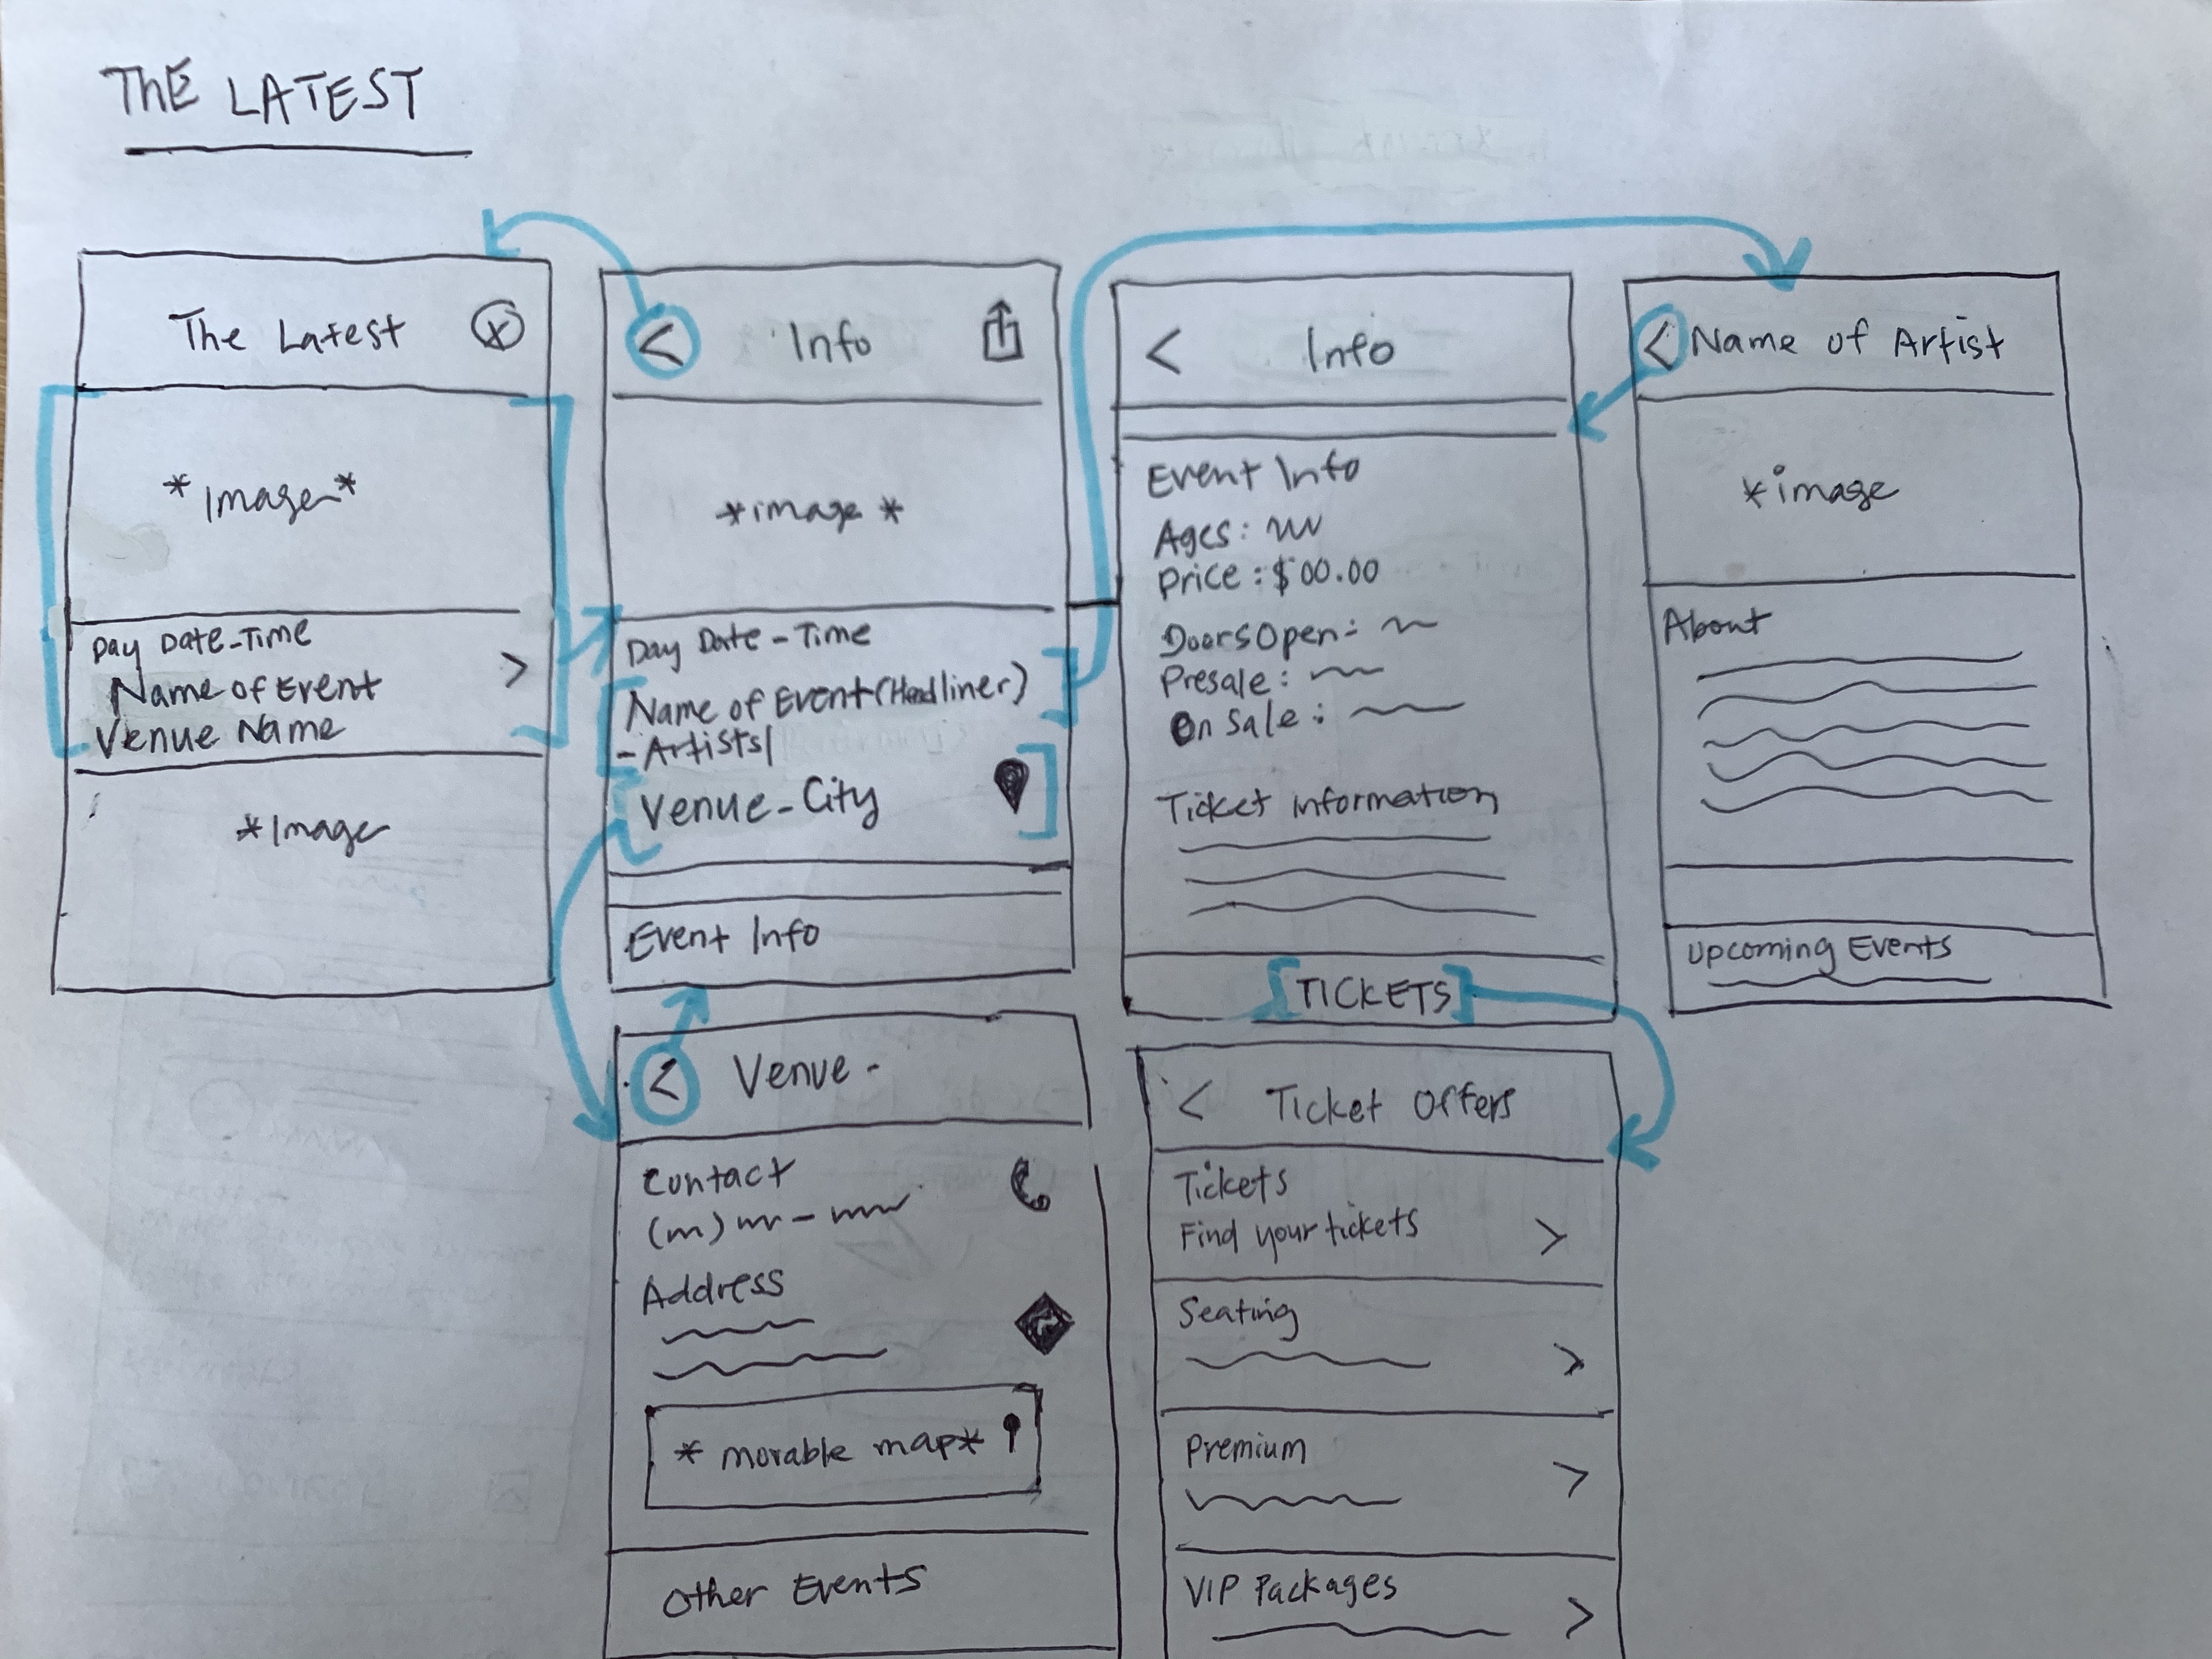 THE LATEST
The Latest
*Image*
Day Date-Time
Name of Event
Venue Name
*Image
Info
*image*
Day Date-Time
Name of Event (Headliner)
-Artists/
Venue-City
Event Info
Info
Event Info
Ages:
Price: $00.00
Doors Open:
Presale:
On Sale:
Ticket information
TICKETS
Name of Artist
*image
About
Upcoming Events
Venue-
Contact
Address
*movable map*
Other Events
Ticket Offers
Tickets
Find your tickets
Seating
Premium
VIP Packages